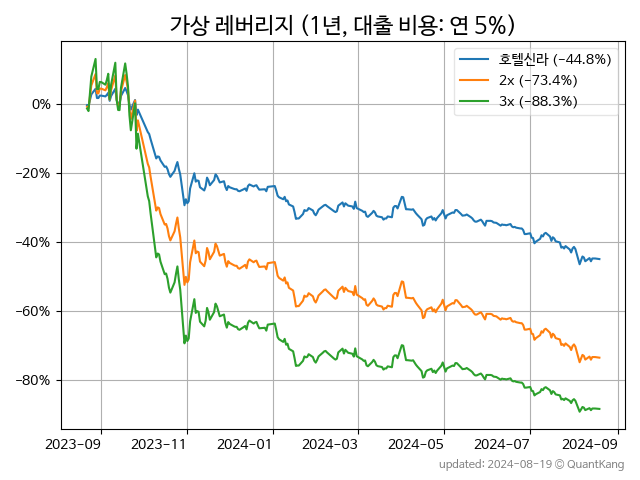 가상 레버리지 (1년, 대출 비용: 연 5%)
호텔신라 (−44.8%)
2x (−73.4%)
3x (−88.3%)
0%
−20%
−40%
−60%
−80%
2023-09 2023-11 2024-01 2024-03 2024-05 2024-07 2024-09
updated: 2024-08-19 © QuantKang